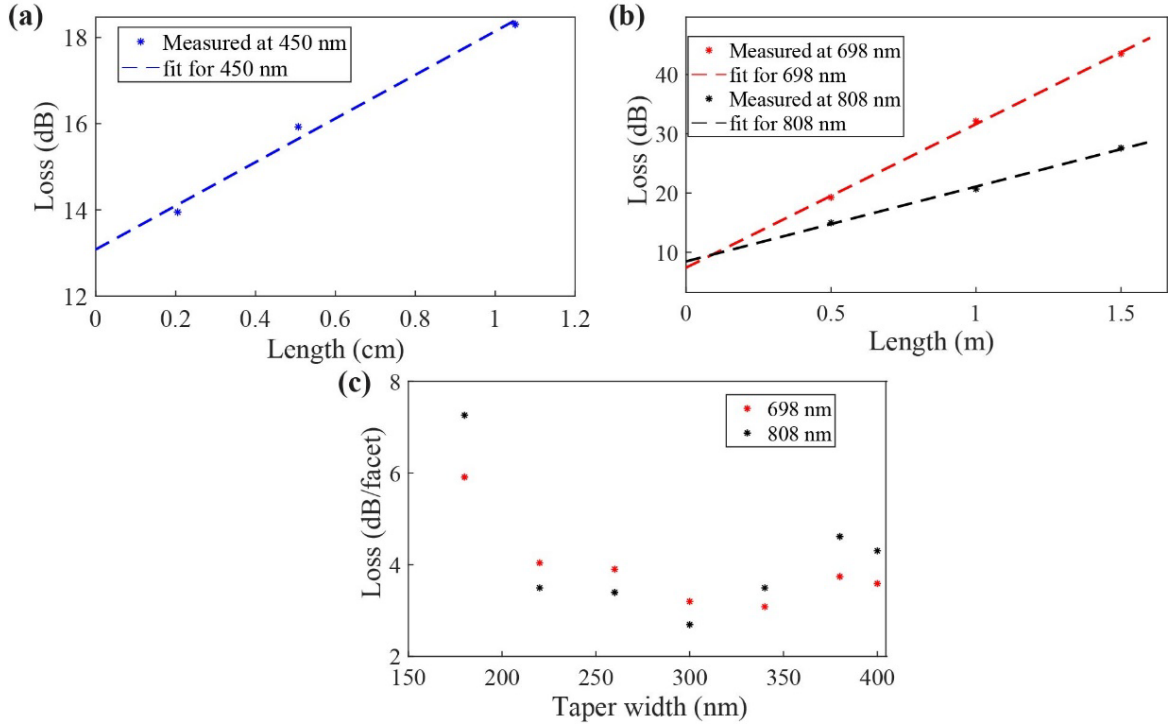 (a)
18
16
14
12
Loss (dB)
Measured at 450 nm
fit for 450 nm
0 0.2 0.4 0.6 0.8 1 1.2
Length (cm)
(b)
40
30
20
10
Loss (dB)
Measured at 698 nm
fit for 698 nm
Measured at 808 nm
fit for 808 nm
0 0.5 1 1.5
Length (m)
(c)
8
6
4
2
Loss (dB/facet)
698 nm
808 nm
150 200 250 300 350 400
Taper width (nm)